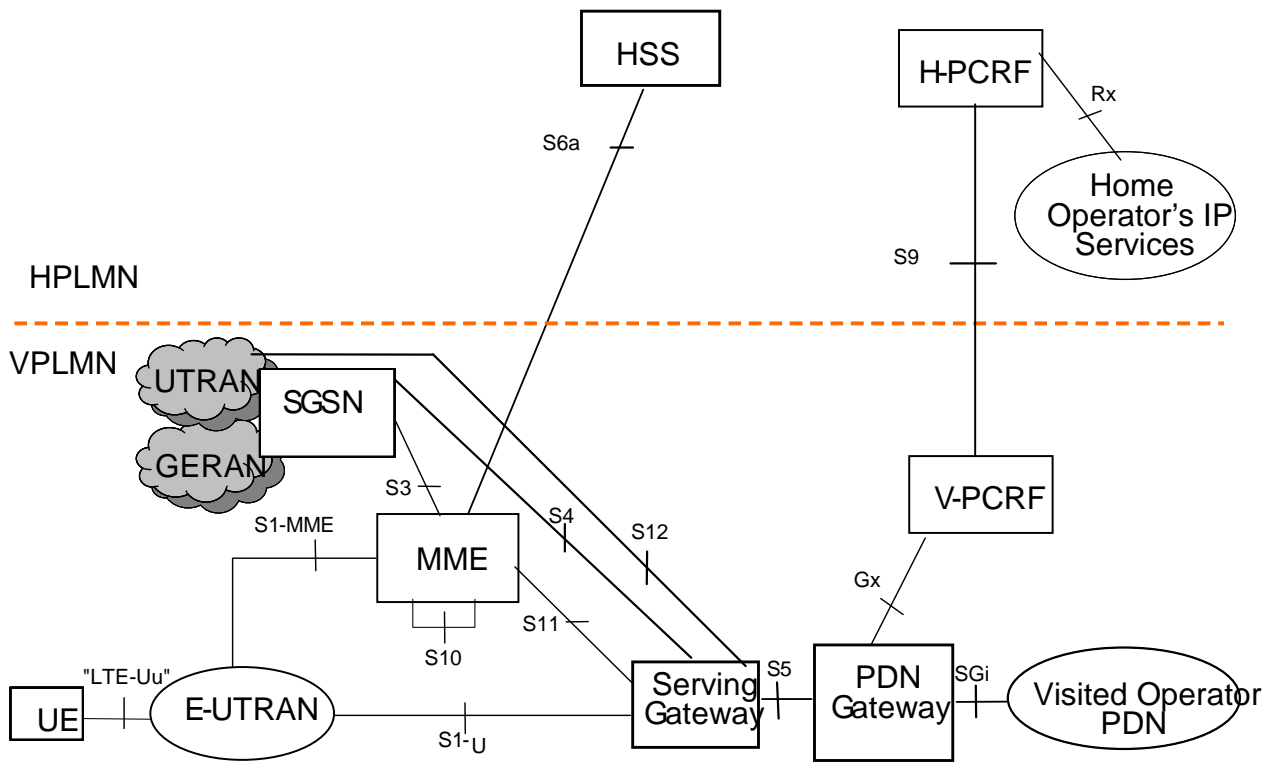 HSS
H-PCRF
Rx
S6a
Home
Operator's IP
Services
S9
HPLMN
VPLMN
UTRAN
SGSN
GERAN
S3
V-PCRF
S1-MME
S4
S12
MME
Gx
S11
S10
"LTE-Uu"
S5
SGi
UE
E-UTRAN
Serving
Gateway
PDN
Gateway
Visited Operator
PDN
S1-U